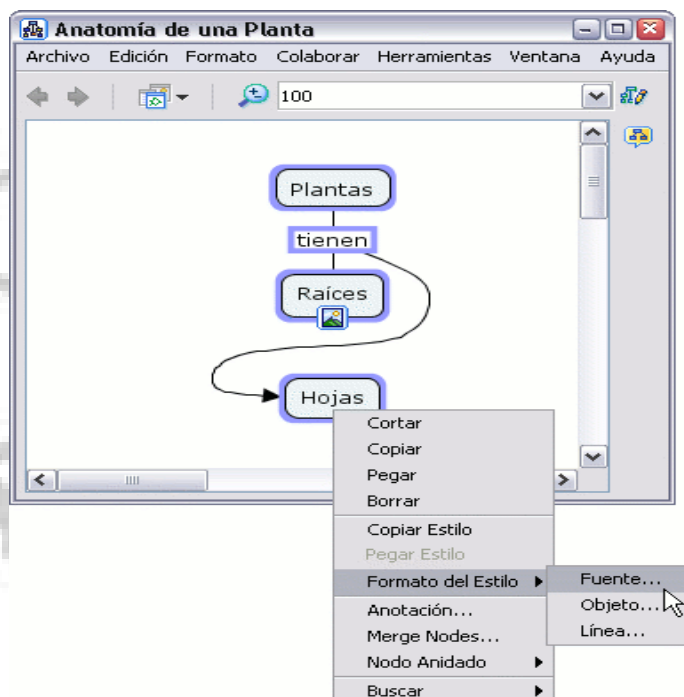 Anatomía de una Planta
Archivo Edición Formato Colaborar Herramientas Ventana Ayuda
100
Plantas
tienen
Raíces
Hojas
Cortar
Copiar
Pegar
Borrar
Copiar Estilo
Pegar Estilo
Formato del Estilo
Fuente...
Objeto...
Línea...
Anotación...
Merge Nodes...
Nodo Anidado
Buscar